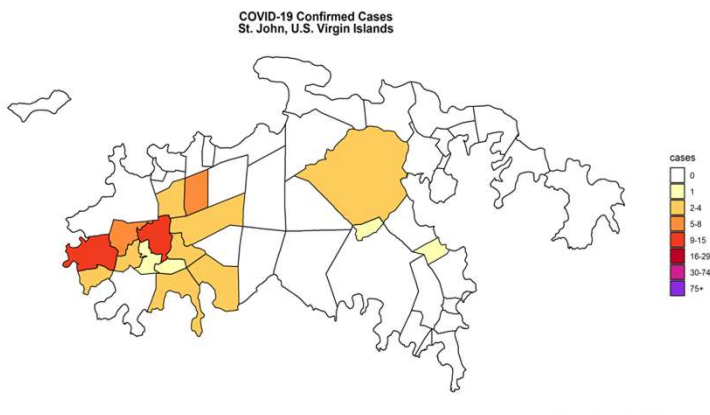 COVID-19 Confirmed Cases
St. John, U.S. Virgin Islands
cases
0
1
2-4
5-8
9-15
16-29
30-74
75+